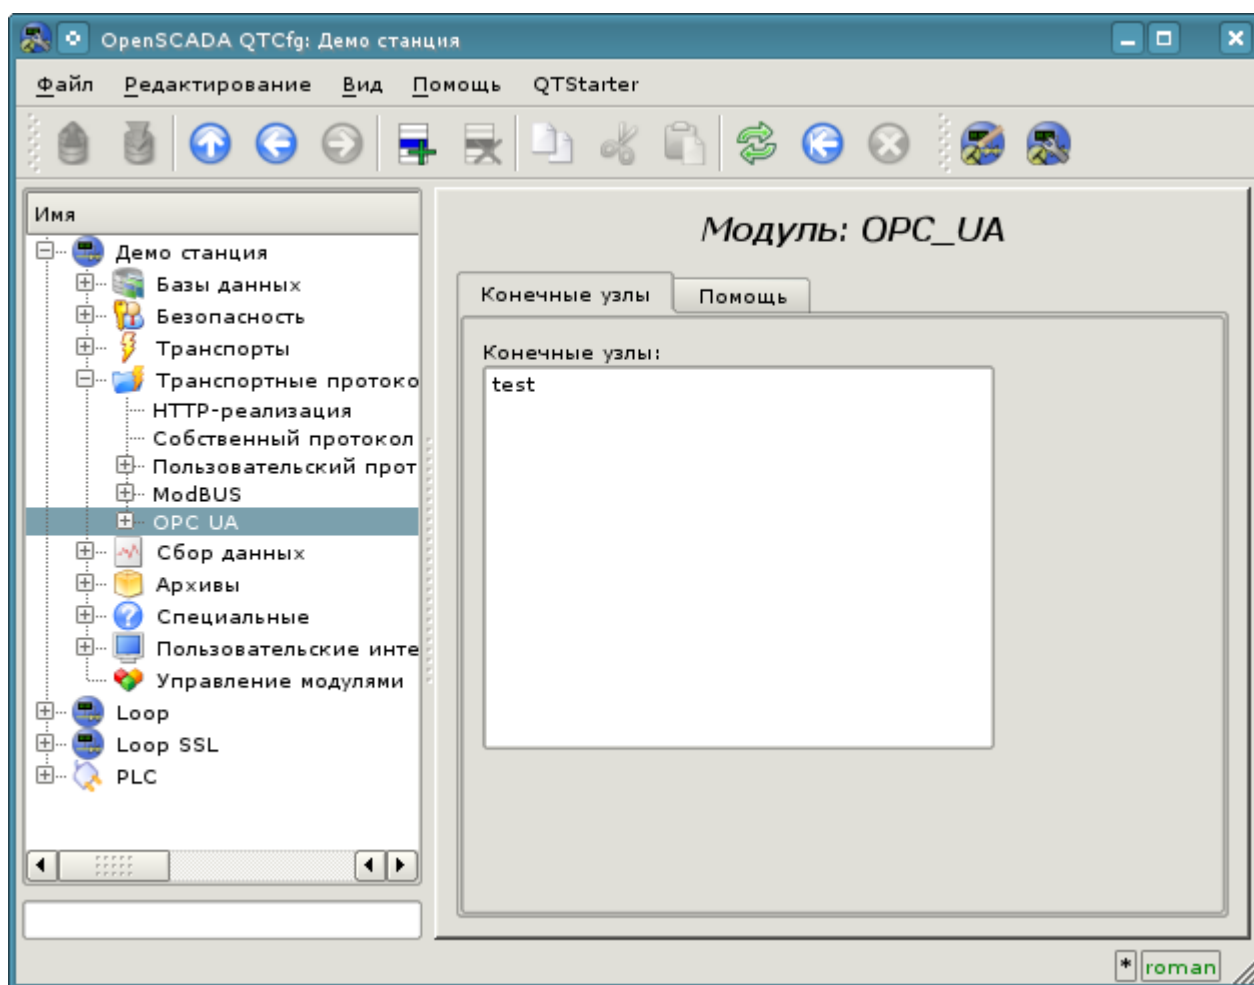 OpenSCADA QTCfg: Демо станция
Файл Редактирование Вид Помощь QTStarter
Имя
Демо станция
Базы данных
Безопасность
Транспорты
Транспортные протоко
HTTP-реализация
Собственный протокол
Пользовательский прот
ModBUS
OPC UA
Сбор данных
Архивы
Специальные
Пользовательские инте
Управление модулями
Loop
Loop SSL
PLC
Модуль: OPC_UA
Конечные узлы Помощь
Конечные узлы:
test
* roman